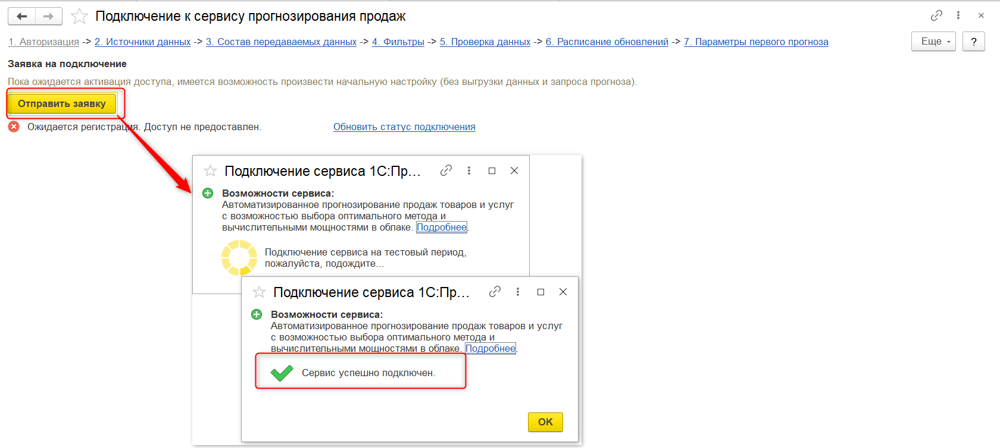 Подключение к сервису прогнозирования продаж
1. Авторизация -> 2. Источники данных -> 3. Состав передаваемых данных -> 4. Фильтры -> 5. Проверка данных -> 6. Расписание обновлений -> 7. Параметры первого прогноза
Еще
?
Заявка на подключение
Пока ожидается активация доступа, имеется возможность произвести начальную настройку (без выгрузки данных и запроса прогноза).
Отправить заявку
Ожидается регистрация. Доступ не предоставлен.
Обновить статус подключения
Подключение сервиса 1С:Пр...
Возможности сервиса:
Автоматизированное прогнозирование продаж товаров и услуг
с возможностью выбора оптимального метода и
вычислительными мощностями в облаке. Подробнее.
Подключение сервиса на тестовый период,
пожалуйста, подождите...
Подключение сервиса 1С:Пр...
Возможности сервиса:
Автоматизированное прогнозирование продаж товаров и услуг
с возможностью выбора оптимального метода и
вычислительными мощностями в облаке. Подробнее.
Сервис успешно подключен.
ОК